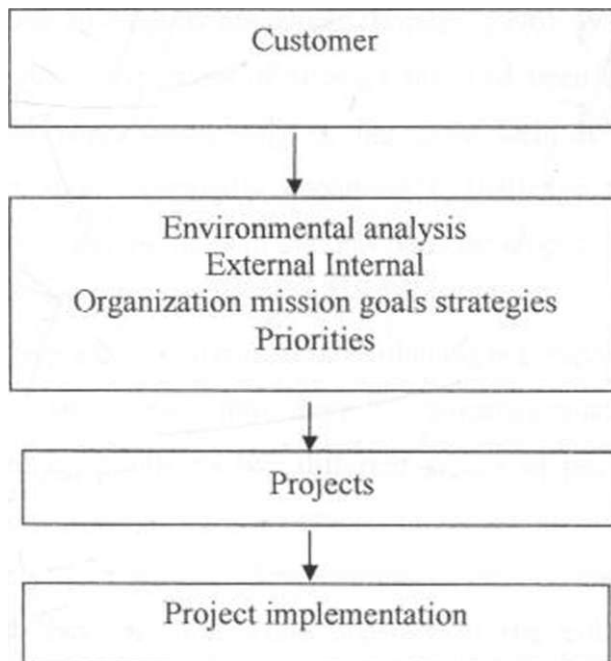 Customer
Environmental analysis
External Internal
Organization mission goals strategies
Priorities
Projects
Project implementation